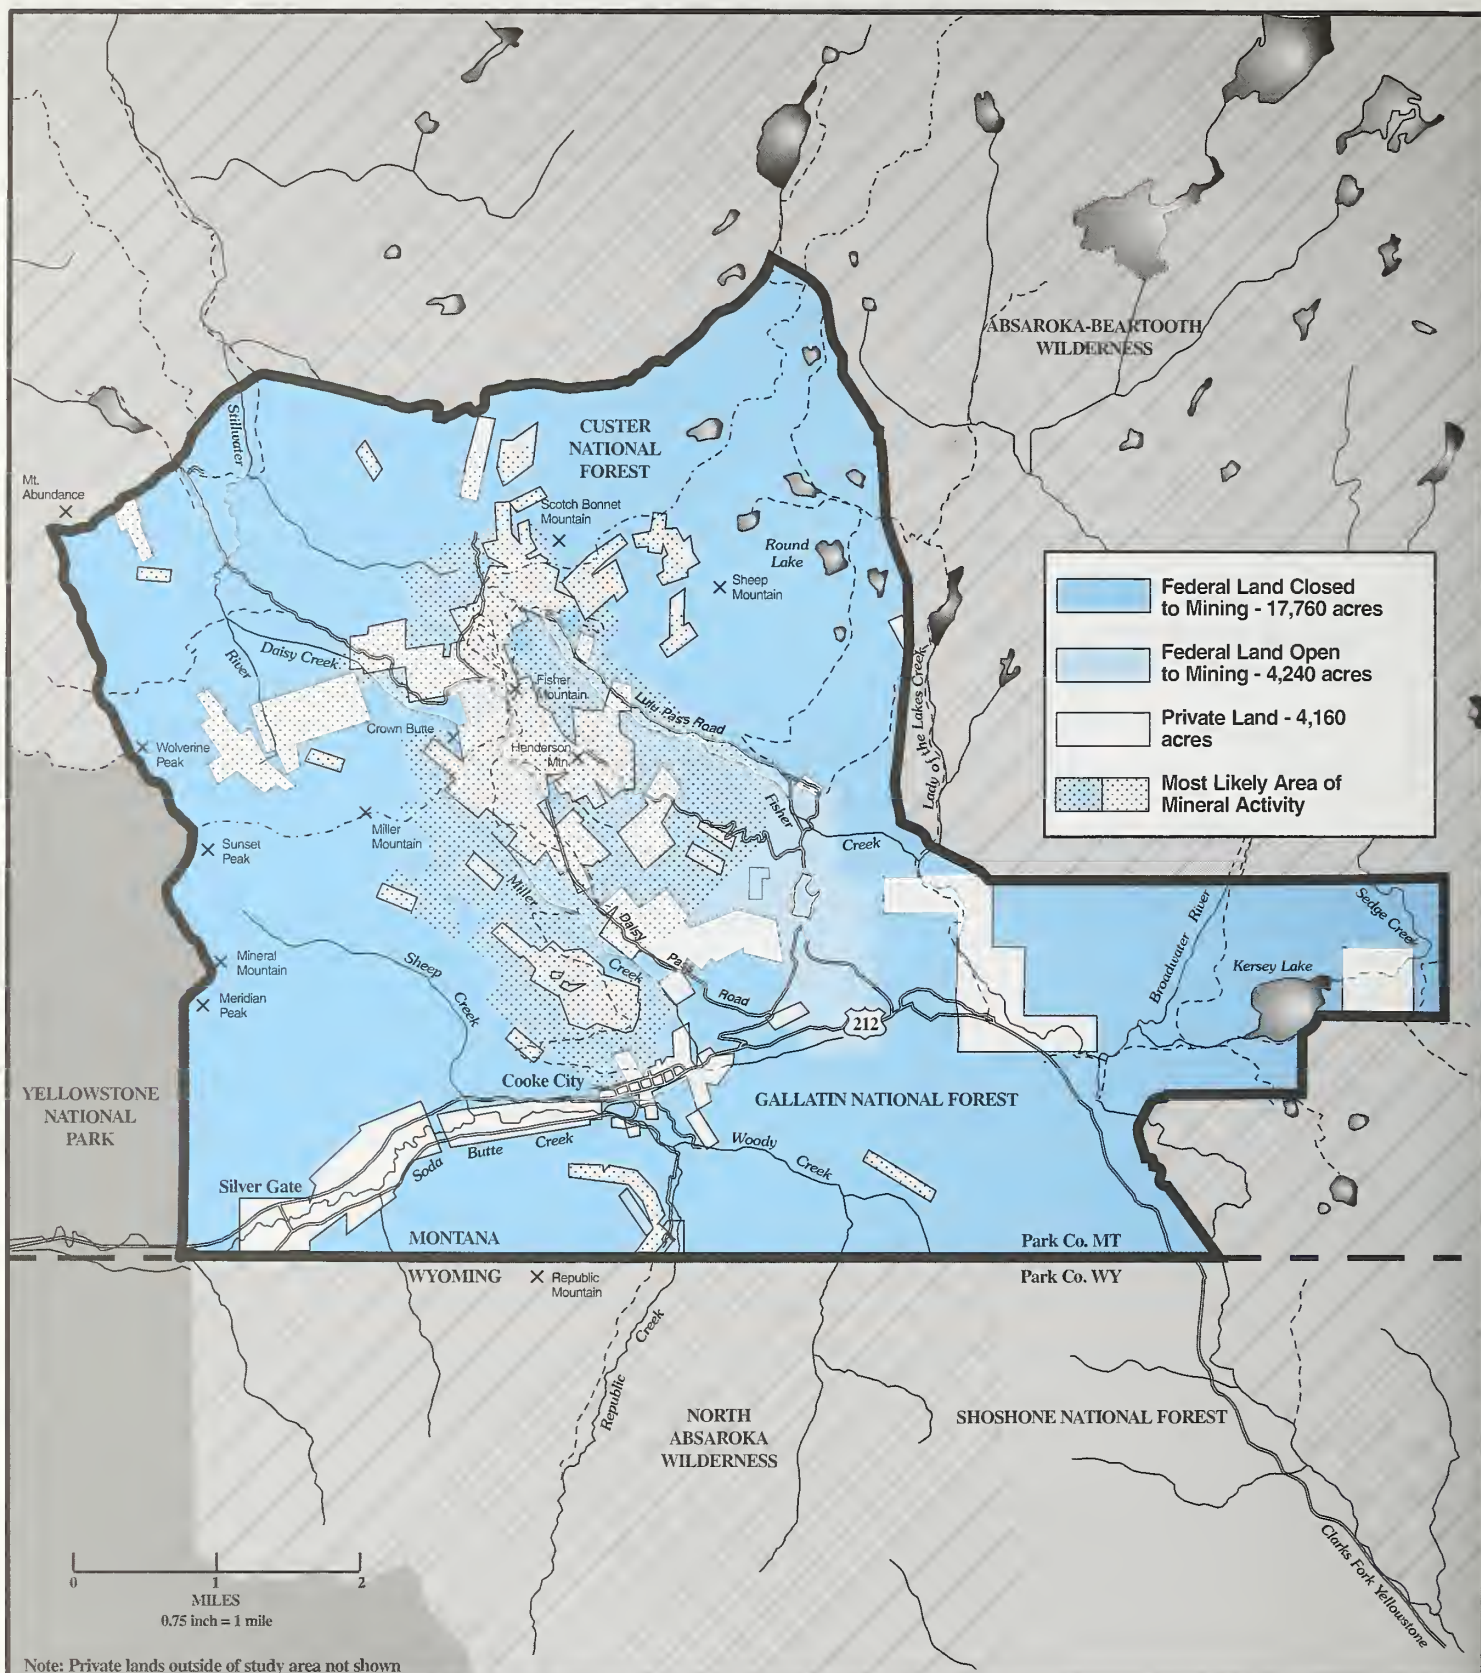 ABSAROKA-BEARTOOTH
WILDERNESS
Stillwater
CUSTER
NATIONAL
FOREST
Mt.
Abundance
Scotch Bonnet
Mountain
Round
Lake
Sheep
Mountain
Federal Land Closed
to Mining - 17,760 acres
Federal Land Open
to Mining - 4,240 acres
Private Land - 4,160
acres
Most Likely Area of
Mineral Activity
Daisy Creek
River
Fisher
Mountain
Lulu Pass Road
Lady of the Lakes Creek
Crown Butte
Henderson
Mtn.
Wolverine
Peak
Fisher
Creek
Miller
Mountain
Sunset
Peak
Miller
Creek
Daisy
Pass
Road
Broadwater River
Sedge Creek
Kersey Lake
Sheep
Creek
Mineral
Mountain
Meridian
Peak
212
Cooke City
YELLOWSTONE
NATIONAL
PARK
GALLATIN NATIONAL FOREST
Soda Butte Creek
Woody
Creek
Silver Gate
MONTANA
Park Co. MT
WYOMING
Republic
Mountain
Park Co. WY
Republic Creek
NORTH
ABSAROKA
WILDERNESS
SHOSHONE NATIONAL FOREST
Clarks Fork Yellowstone
0 1 2
MILES
0.75 inch = 1 mile
Note: Private lands outside of study area not shown